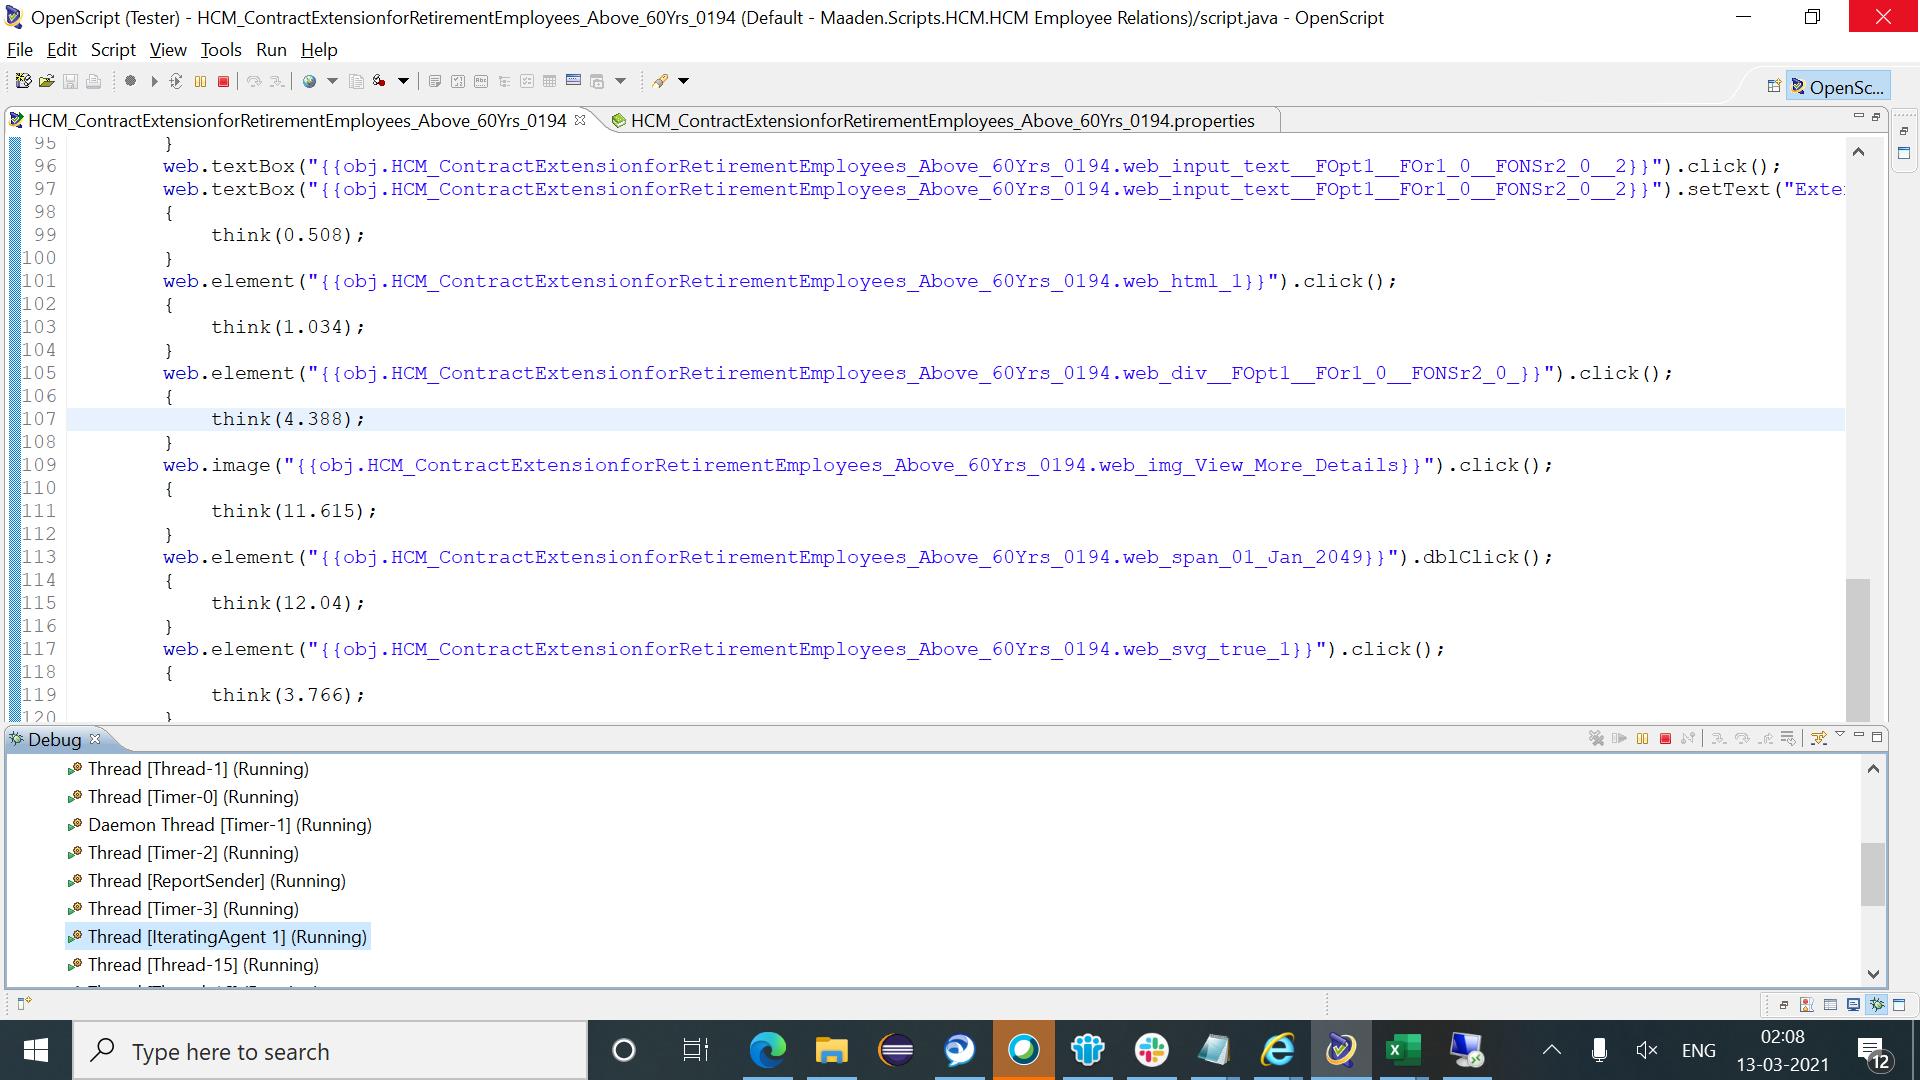 OpenScript (Tester) - HCM_ContractExtensionforRetirementEmployees_Above_60Yrs_0194 (Default - Maaden.Scripts.HCM.HCM Employee Relations)/script.java - OpenScript
File Edit Script View Tools Run Help
OpenSc...
HCM_ContractExtensionforRetirementEmployees_Above_60Yrs_0194 HCM_ContractExtensionforRetirementEmployees_Above_60Yrs_0194.properties
95 }
96 web.textBox("{{obj.HCM_ContractExtensionforRetirementEmployees_Above_60Yrs_0194.web_input_text__FOpt1__FOr1_0__FONSr2_0__2}}").click();
97 web.textBox("{{obj.HCM_ContractExtensionforRetirementEmployees_Above_60Yrs_0194.web_input_text__FOpt1__FOr1_0__FONSr2_0__2}}").setText("Exte
98 {
99 think(0.508);
100 }
101 web.element("{{obj.HCM_ContractExtensionforRetirementEmployees_Above_60Yrs_0194.web_html_1}}").click();
102 {
103 think(1.034);
104 }
105 web.element("{{obj.HCM_ContractExtensionforRetirementEmployees_Above_60Yrs_0194.web_div__FOpt1__FOr1_0__FONSr2_0_}}").click();
106 {
107 think(4.388);
108 }
109 web.image("{{obj.HCM_ContractExtensionforRetirementEmployees_Above_60Yrs_0194.web_img_View_More_Details}}").click();
110 {
111 think(11.615);
112 }
113 web.element("{{obj.HCM_ContractExtensionforRetirementEmployees_Above_60Yrs_0194.web_span_01_Jan_2049}}").dblClick();
114 {
115 think(12.04);
116 }
117 web.element("{{obj.HCM_ContractExtensionforRetirementEmployees_Above_60Yrs_0194.web_svg_true_1}}").click();
118 {
119 think(3.766);
120 }
Debug
Thread [Thread-1] (Running)
Thread [Timer-0] (Running)
Daemon Thread [Timer-1] (Running)
Thread [Timer-2] (Running)
Thread [ReportSender] (Running)
Thread [Timer-3] (Running)
Thread [IteratingAgent 1] (Running)
Thread [Thread-15] (Running)
Type here to search
ENG
02:08
13-03-2021
12